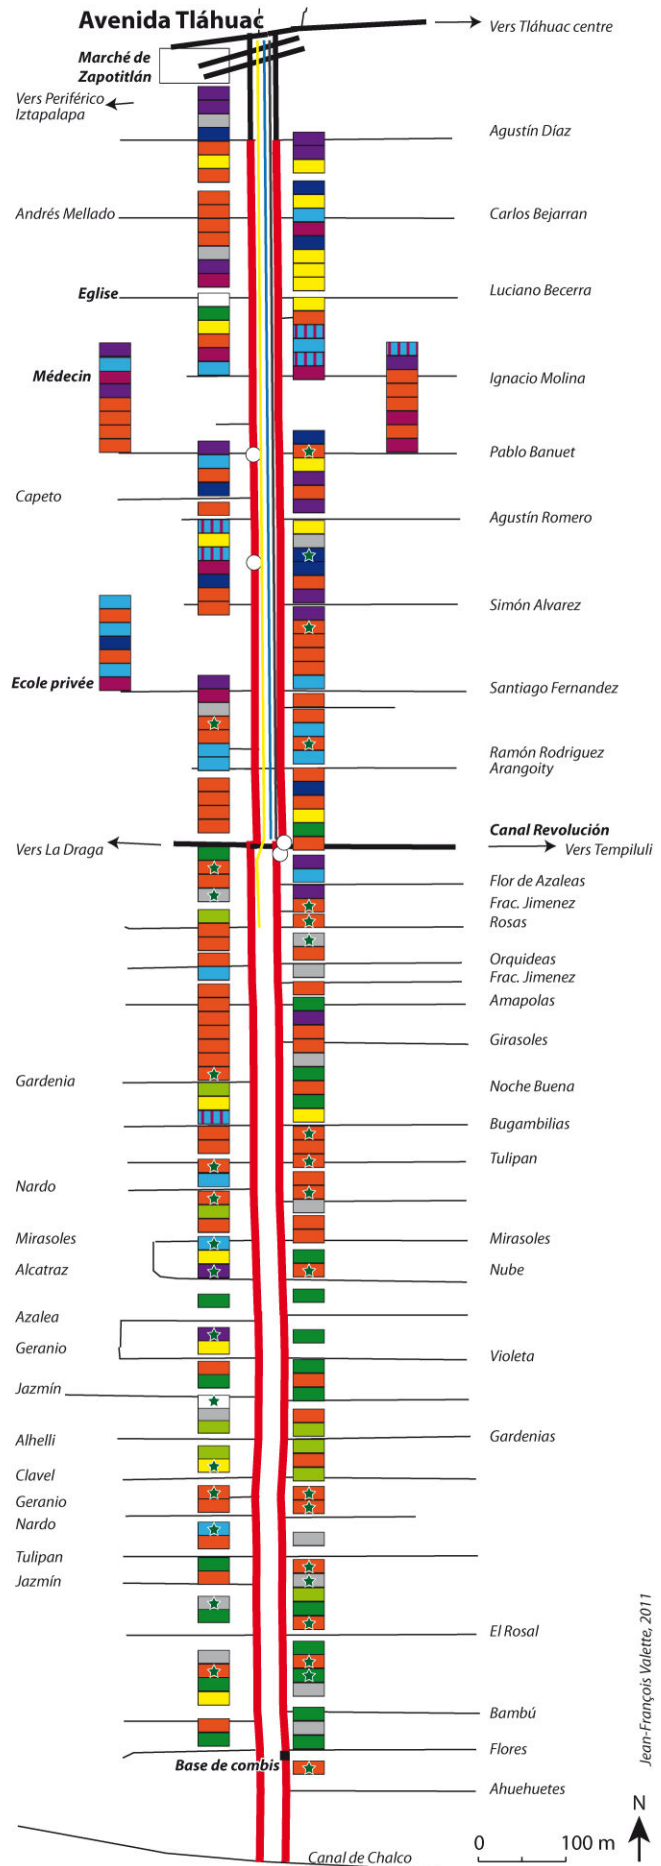 Avenida Tláhuac
Vers Tláhuac centre
Marché de
Zapotitlán
Vers Periférico
Iztapalapa
Agustín Díaz
Andrés Mellado
Carlos Bejarran
Eglise
Luciano Becerra
Médecin
Ignacio Molina
Pablo Banuet
Capeto
Agustín Romero
Simón Alvarez
Ecole privée
Santiago Fernandez
Ramón Rodriguez
Arangoity
Canal Revolución
Vers La Draga
Vers Tempiluli
Flor de Azaleas
Frac. Jimenez
Rosas
Orquideas
Frac. Jimenez
Amapolas
Girasoles
Gardenia
Noche Buena
Bugambilias
Tulipan
Nardo
Mirasoles
Mirasoles
Alcatraz
Nube
Azalea
Geranio
Violeta
Jazmín
Alhelli
Gardenias
Clavel
Geranio
Nardo
Tulipan
Jazmín
El Rosal
Bambú
Flores
Base de combis
Ahuehuetes
Canal de Chalco
0 100 m
N
Jean-François Valette, 2011